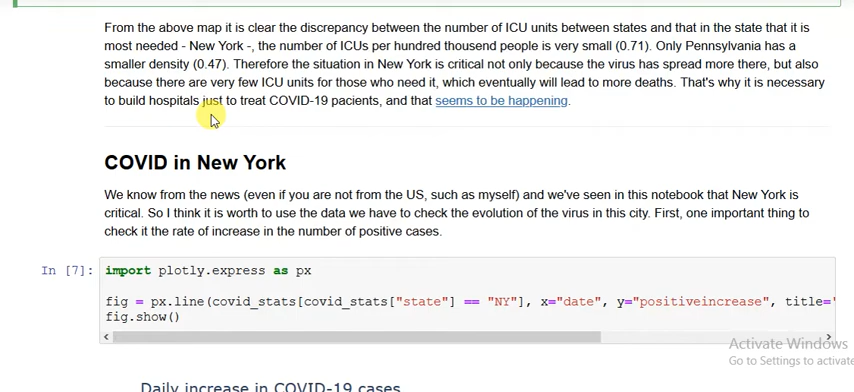 From the above map it is clear the discrepancy between the number of ICU units between states and that in the state that it is
most needed - New York -, the number of ICUs per hundred thousend people is very small (0.71). Only Pennsylvania has a
smaller density (0.47). Therefore the situation in New York is critical not only because the virus has spread more there, but also
because there are very few ICU units for those who need it, which eventually will lead to more deaths. That's why it is necessary
to build hospitals just to treat COVID-19 pacients, and that seems to be happening.
COVID in New York
We know from the news (even if you are not from the US, such as myself) and we've seen in this notebook that New York is
critical. So I think it is worth to use the data we have to check the evolution of the virus in this city. First, one important thing to
check it the rate of increase in the number of positive cases.
In [7]: import plotly.express as px
fig = px.line(covid_stats[covid_stats["state"] == "NY"], x="date", y="positiveincrease", title='
fig.show()
Activate Windows
Go to Settings to activate
Daily increase in COVID-19 cases